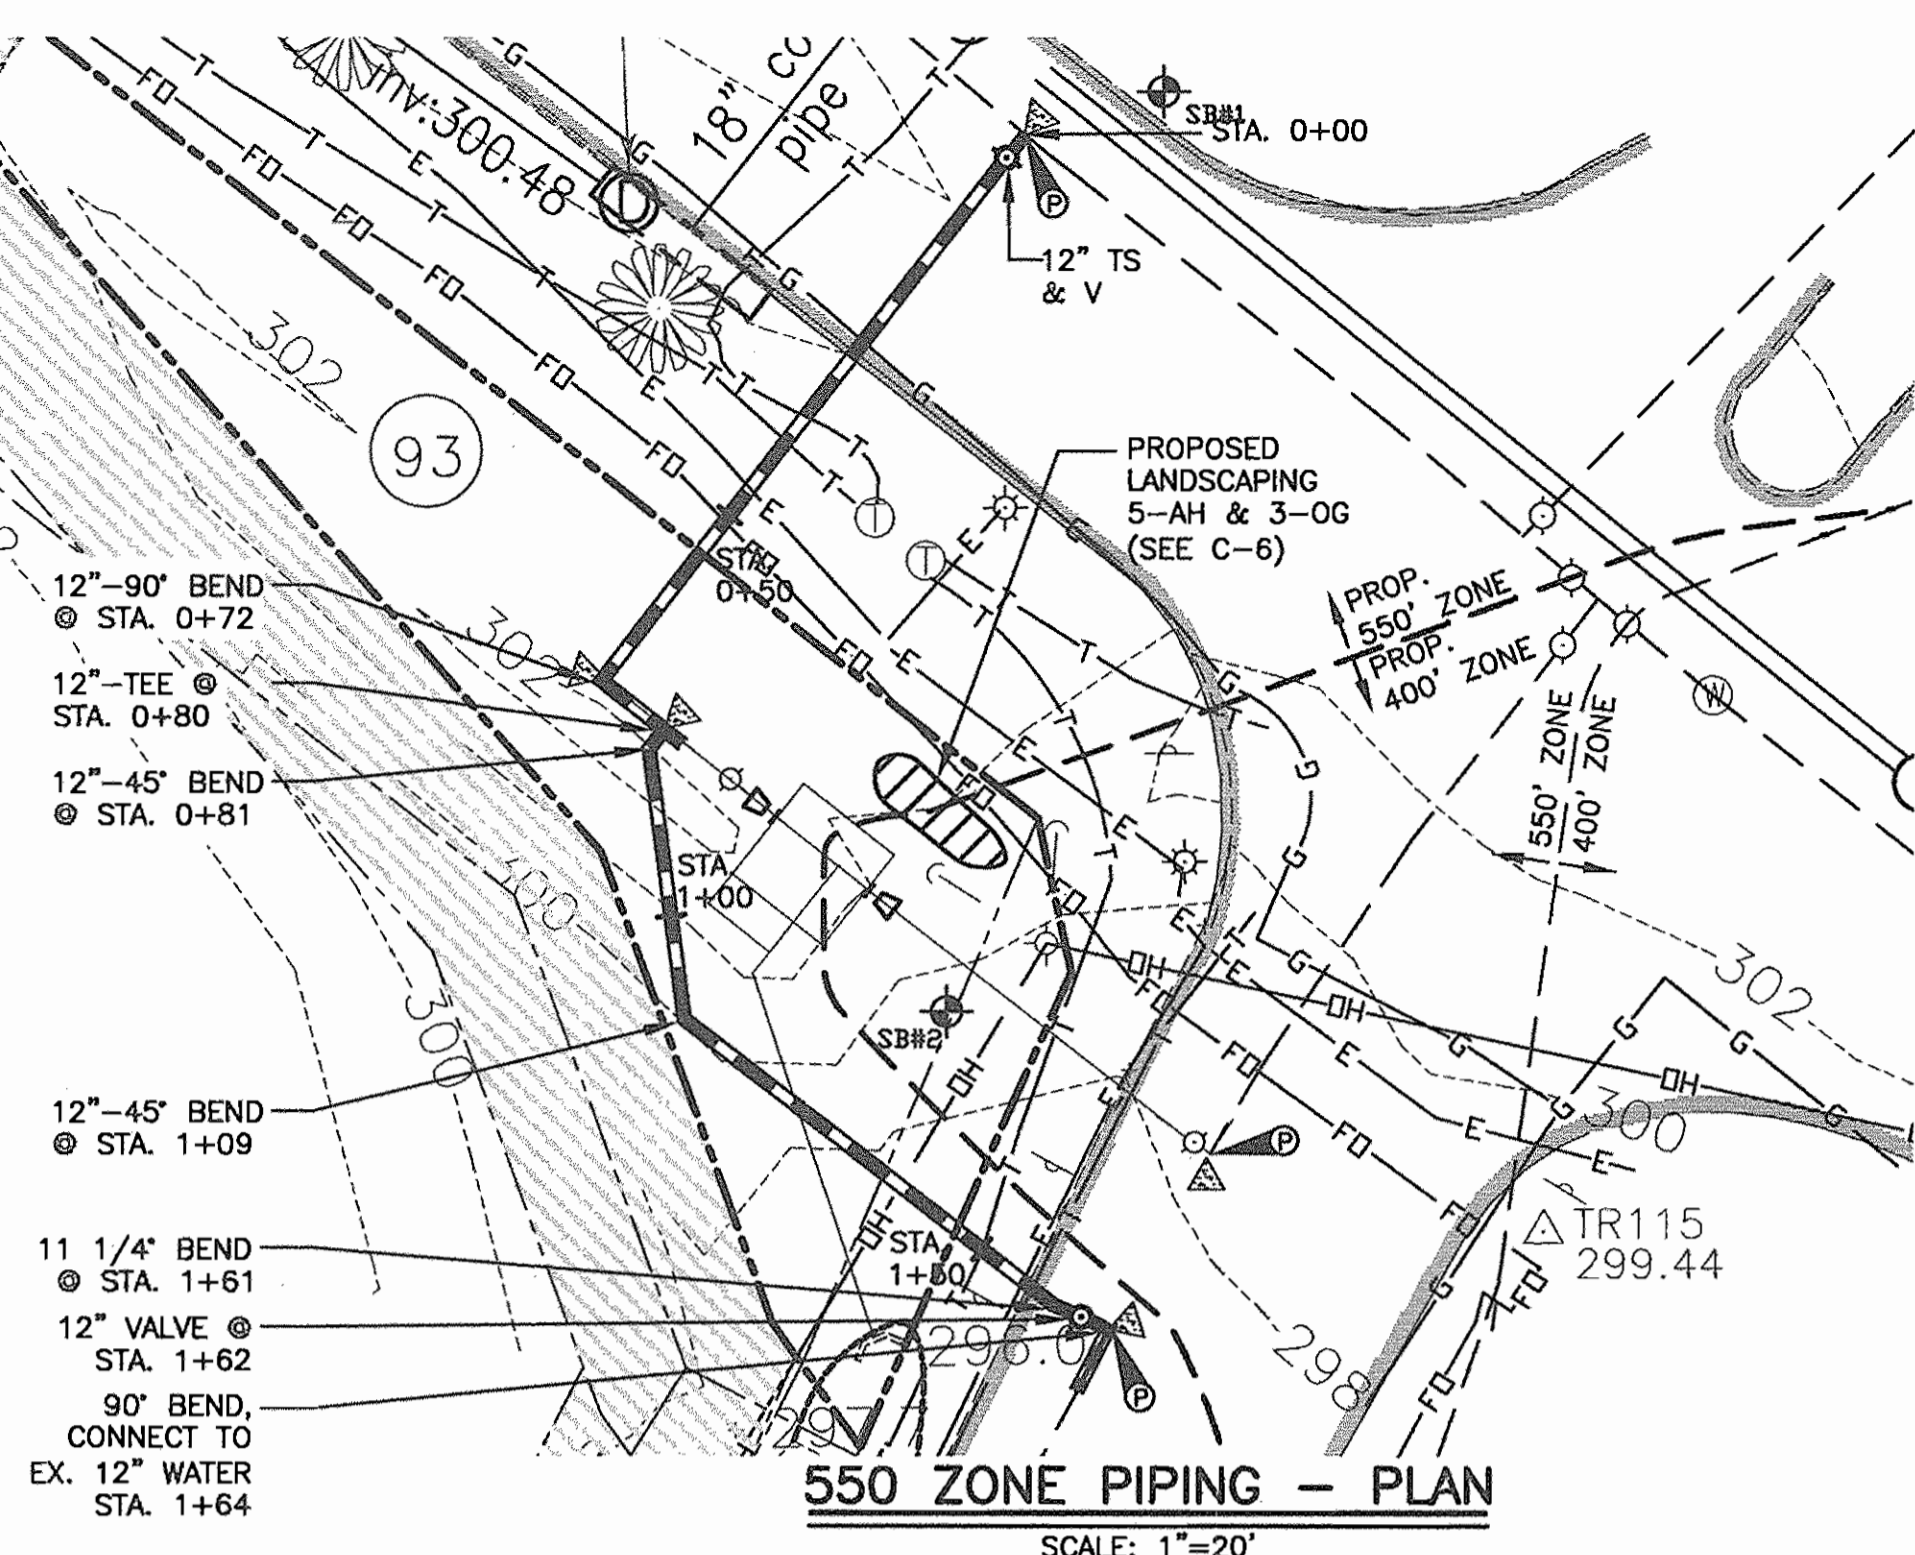 inv:300.48
18"
pipe
SB#1
STA. 0+00
P
12" TS
& V
302
93
PROPOSED
LANDSCAPING
5-AH & 3-OG
(SEE C-6)
STA
0+50
PROP.
550' ZONE
PROP.
400' ZONE
550' ZONE
400' ZONE
W
T
T
12"-90° BEND
@ STA. 0+72
302
12"-TEE @
STA. 0+80
12"-45° BEND
@ STA. 0+81
STA
1+00
300
SB#2
302
12"-45° BEND
@ STA. 1+09
300
P
TR115
299.44
11 1/4° BEND
@ STA. 1+61
STA
1+50
12" VALVE @
STA. 1+62
298
P
90° BEND,
CONNECT TO
EX. 12" WATER
STA. 1+64
550 ZONE PIPING – PLAN
SCALE: 1"=20'